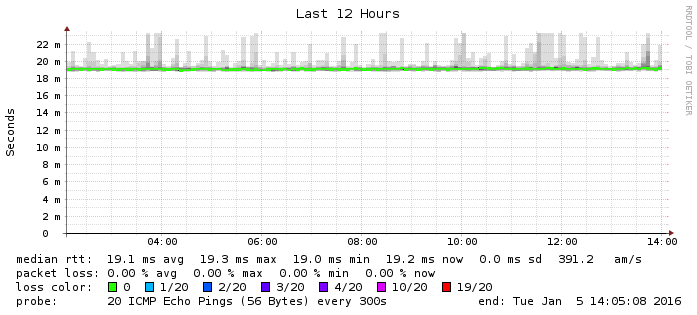 Last 12 Hours
RRDTOOL / TOBI OETIKER
Seconds
22 m
20 m
18 m
16 m
14 m
12 m
10 m
8 m
6 m
4 m
2 m
0
04:00 06:00 08:00 10:00 12:00 14:00
median rtt: 19.1 ms avg 19.3 ms max 19.0 ms min 19.2 ms now 0.0 ms sd 391.2 am/s
packet loss: 0.00 % avg 0.00 % max 0.00 % min 0.00 % now
loss color: 0 1/20 2/20 3/20 4/20 10/20 19/20
probe: 20 ICMP Echo Pings (56 Bytes) every 300s end: Tue Jan 5 14:05:08 2016